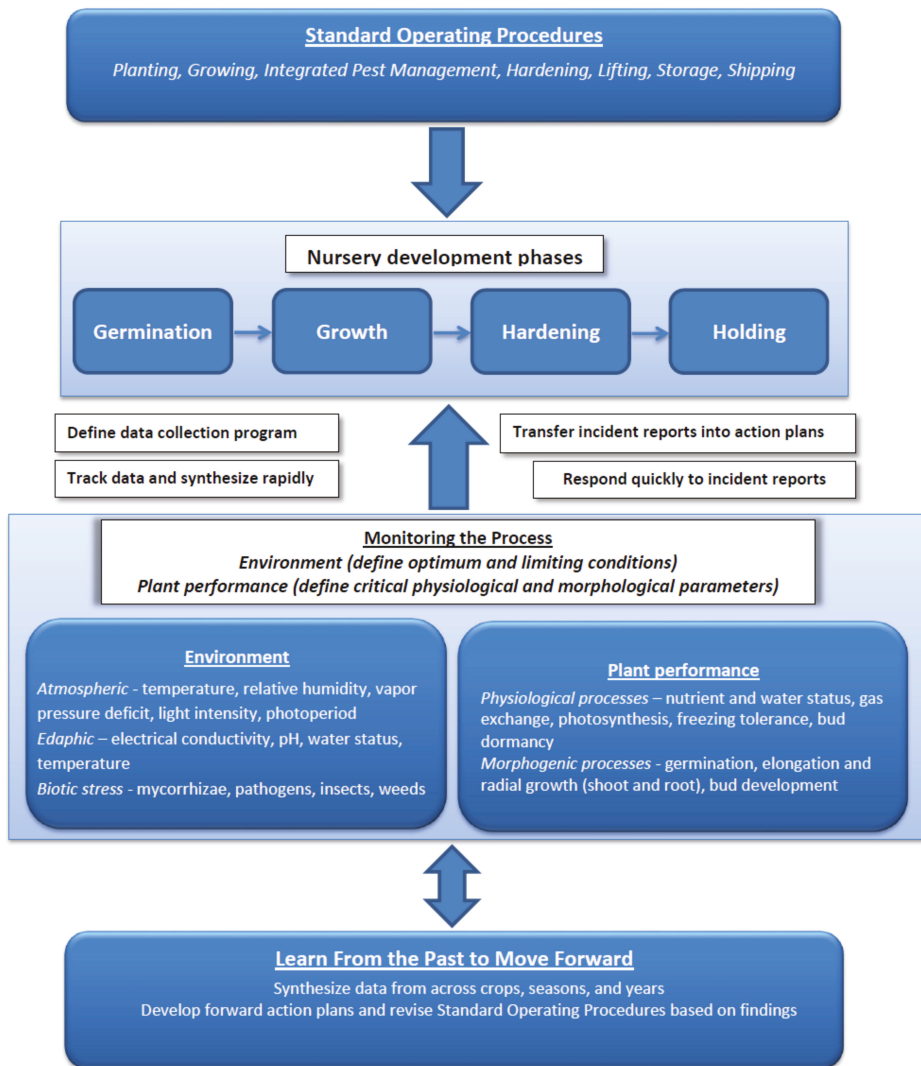 Standard Operating Procedures
Planting, Growing, Integrated Pest Management, Hardening, Lifting, Storage, Shipping
Nursery development phases
Germination
Growth
Hardening
Holding
Define data collection program
Transfer incident reports into action plans
Track data and synthesize rapidly
Respond quickly to incident reports
Monitoring the Process
Environment (define optimum and limiting conditions)
Plant performance (define critical physiological and morphological parameters)
Environment
Atmospheric - temperature, relative humidity, vapor
pressure deficit, light intensity, photoperiod
Edaphic – electrical conductivity, pH, water status,
temperature
Biotic stress - mycorrhizae, pathogens, insects, weeds
Plant performance
Physiological processes – nutrient and water status, gas
exchange, photosynthesis, freezing tolerance, bud
dormancy
Morphogenic processes - germination, elongation and
radial growth (shoot and root), bud development
Learn From the Past to Move Forward
Synthesize data from across crops, seasons, and years
Develop forward action plans and revise Standard Operating Procedures based on findings